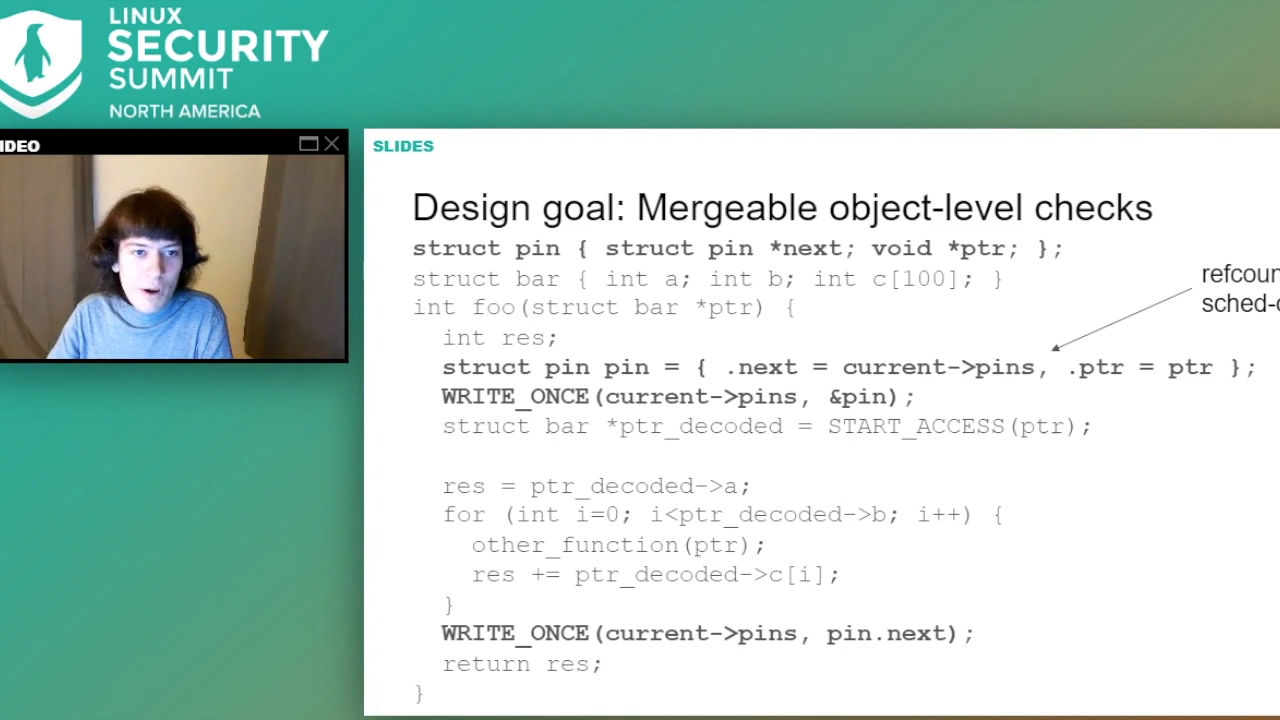 LINUX
SECURITY
SUMMIT
NORTH AMERICA
IDEO
SLIDES
Design goal: Mergeable object-level checks
struct pin { struct pin *next; void *ptr; };
struct bar { int a; int b; int c[100]; }
int foo(struct bar *ptr) {
int res;
struct pin pin = { .next = current->pins, .ptr = ptr };
WRITE_ONCE(current->pins, &pin);
struct bar *ptr_decoded = START_ACCESS(ptr);
res = ptr_decoded->a;
for (int i=0; i<ptr_decoded->b; i++) {
other_function(ptr);
res += ptr_decoded->c[i];
}
WRITE_ONCE(current->pins, pin.next);
return res;
}
refcoun
sched-